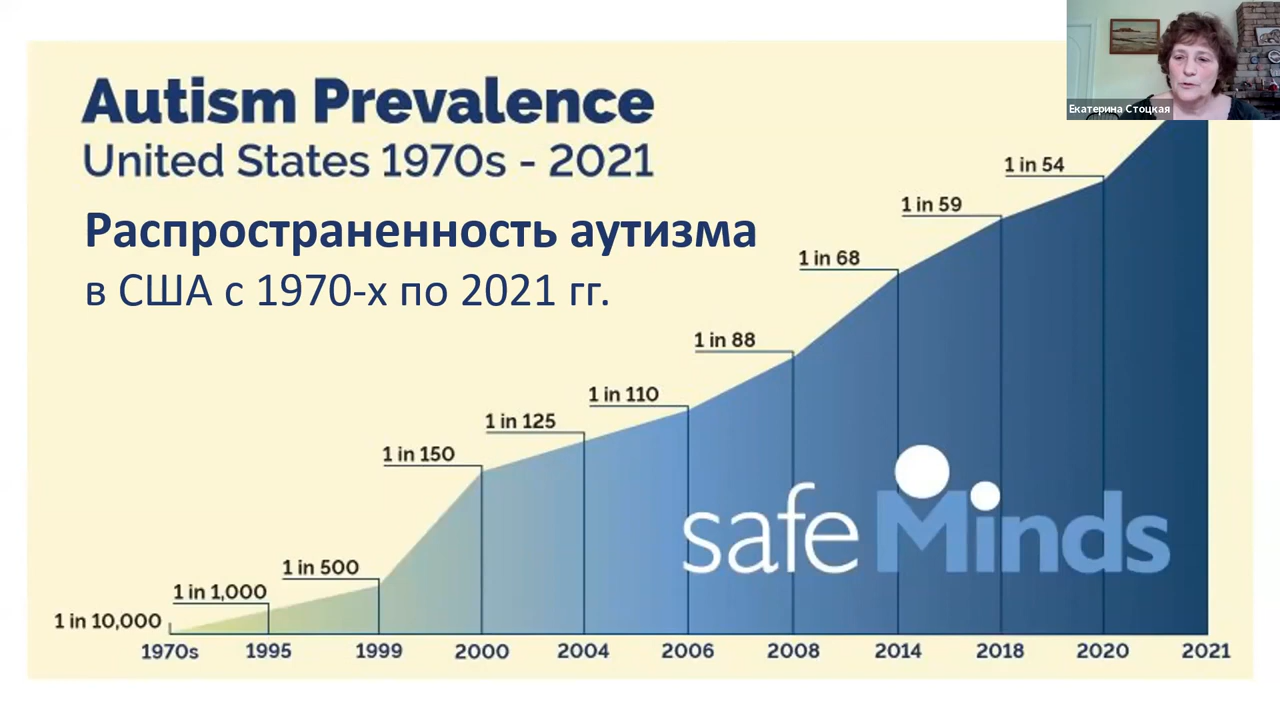 Autism Prevalence
United States 1970s - 2021
Распространенность аутизма
в США с 1970-х по 2021 гг.
Екатерина Стоцкая
1 in 10,000
1 in 1,000
1 in 500
1 in 150
1 in 125
1 in 110
1 in 88
1 in 68
1 in 59
1 in 54
safeMinds
1970s 1995 1999 2000 2004 2006 2008 2014 2018 2020 2021